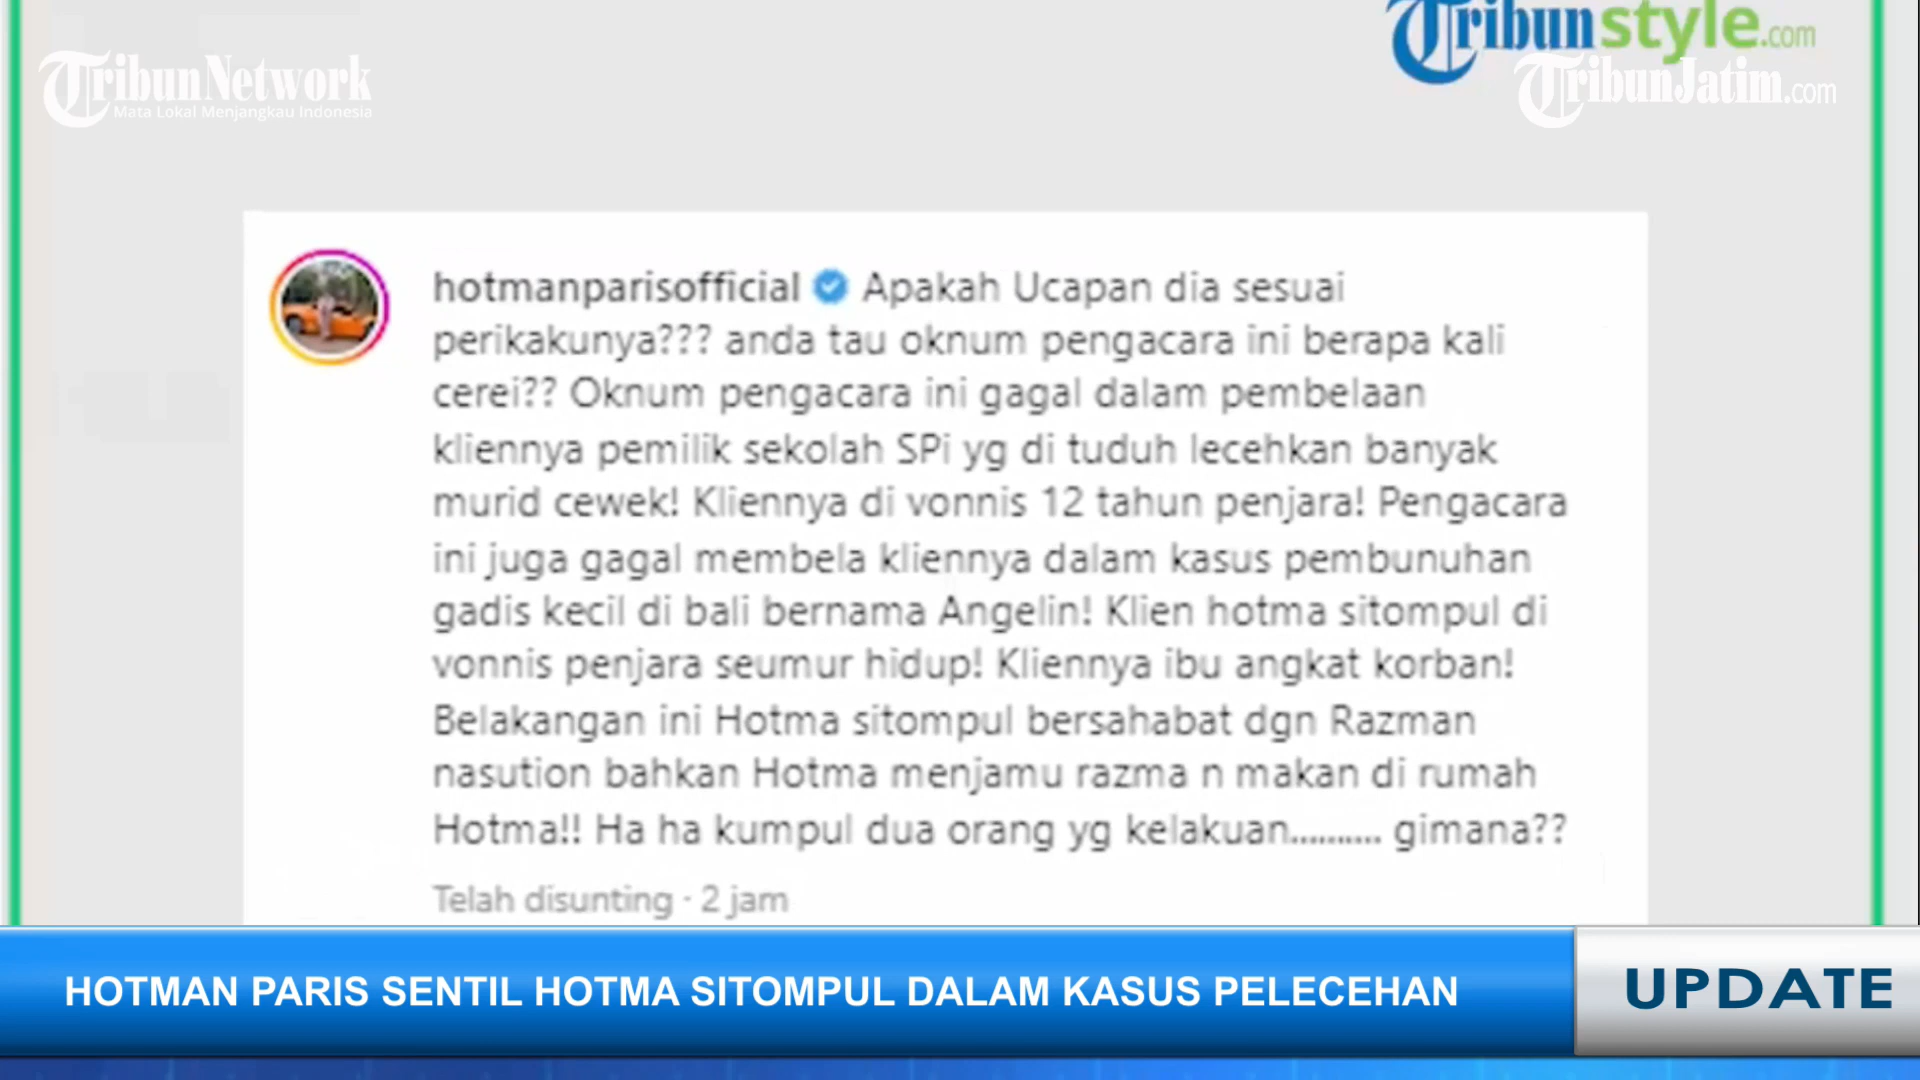 Tribunstyle.com
TribunNetwork
Mata Lokal Menjangkau Indonesia
TribunJatim.com
hotmanparisofficial Apakah Ucapan dia sesuai
perikakunya??? anda tau oknum pengacara ini berapa kali
cerei?? Oknum pengacara ini gagal dalam pembelaan
kliennya pemilik sekolah SPi yg di tuduh lecehkan banyak
murid cewek! Kliennya di vonnis 12 tahun penjara! Pengacara
ini juga gagal membela kliennya dalam kasus pembunuhan
gadis kecil di bali bernama Angelin! Klien hotma sitompul di
vonnis penjara seumur hidup! Kliennya ibu angkat korban!
Belakangan ini Hotma sitompul bersahabat dgn Razman
nasution bahkan Hotma menjamu razma n makan di rumah
Hotma!! Ha ha kumpul dua orang yg kelakuan.......... gimana??
Telah disunting · 2 jam
HOTMAN PARIS SENTIL HOTMA SITOMPUL DALAM KASUS PELECEHAN
UPDATE